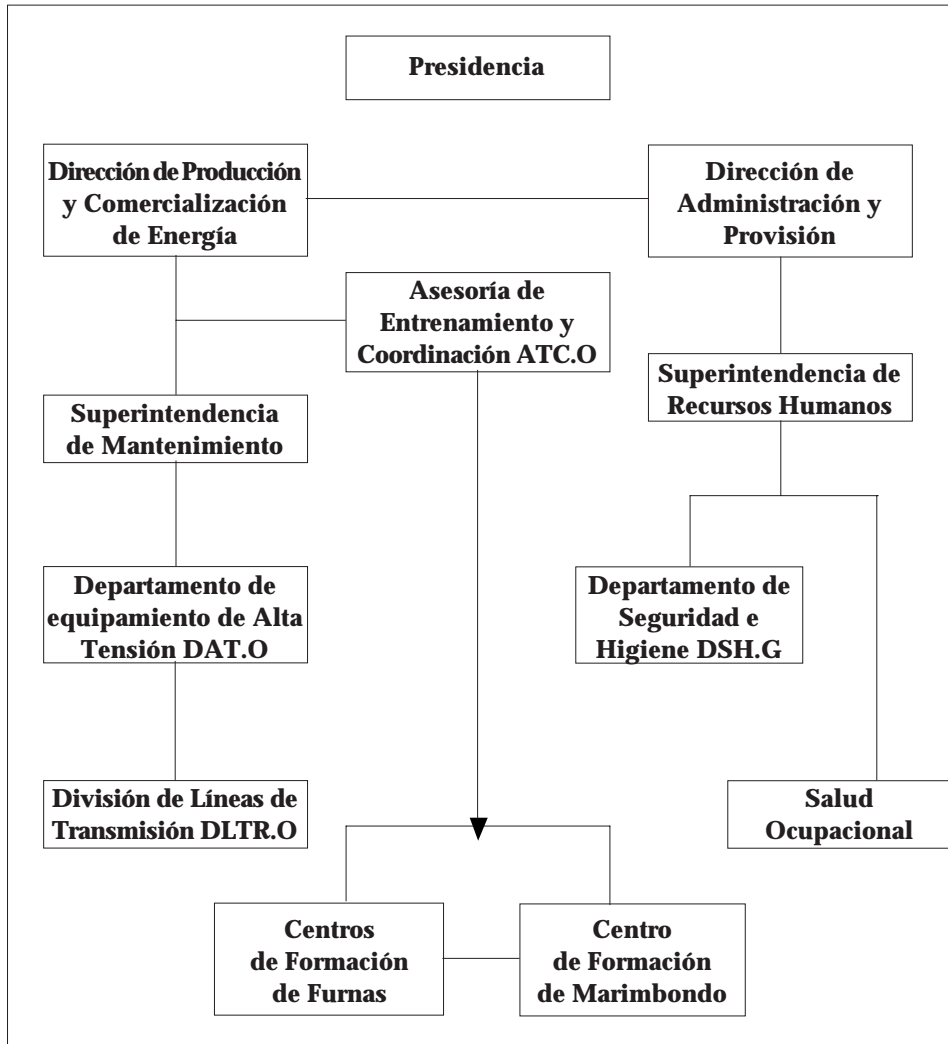 Presidencia
Dirección de Producción
y Comercialización
de Energía
Dirección de
Administración y
Provisión
Asesoría de
Entrenamiento y
Coordinación ATC.O
Superintendencia de
Recursos Humanos
Superintendencia
de Mantenimiento
Departamento de
equipamiento de Alta
Tensión DAT.O
Departamento de
Seguridad e
Higiene DSH.G
División de Líneas de
Transmisión DLTR.O
Salud
Ocupacional
Centros
de Formación
de Furnas
Centro
de Formación
de Marimbondo